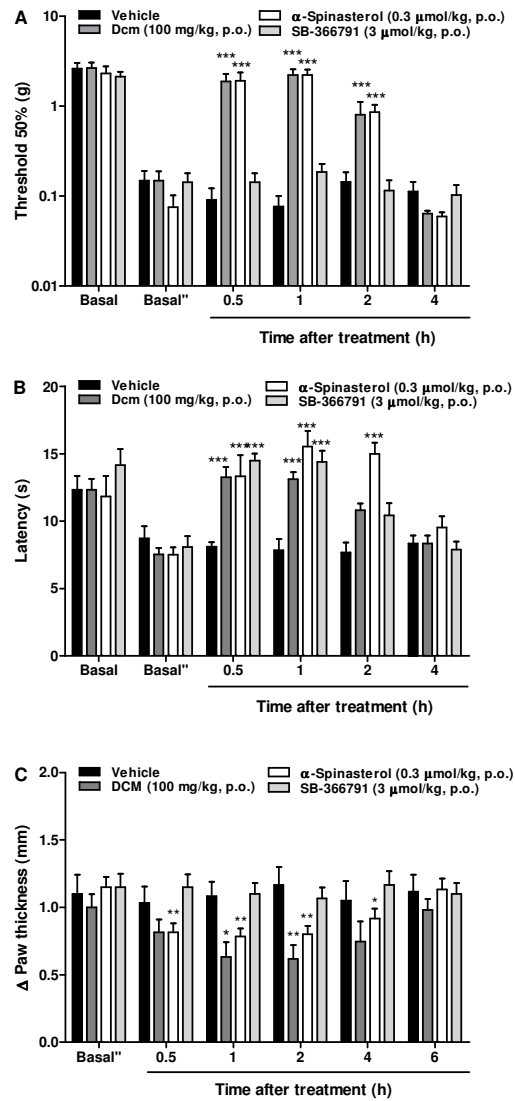 A
Vehicle
Dcm (100 mg/kg, p.o.)
α-Spinasterol (0.3 µmol/kg, p.o.)
SB-366791 (3 µmol/kg, p.o.)
Threshold 50% (g)
10
1
0.1
0.01
*** ***
*** ***
*** ***
Basal
Basal"
0.5
1
2
4
Time after treatment (h)
B
Vehicle
Dcm (100 mg/kg, p.o.)
α-Spinasterol (0.3 µmol/kg, p.o.)
SB-366791 (3 µmol/kg, p.o.)
Latency (s)
20
15
10
5
0
*** *** ***
*** *** ***
***
Basal
Basal"
0.5
1
2
4
Time after treatment (h)
C
Vehicle
DCM (100 mg/kg, p.o.)
α-Spinasterol (0.3 µmol/kg, p.o.)
SB-366791 (3 µmol/kg, p.o.)
Δ Paw thickness (mm)
2.0
1.5
1.0
0.5
0.0
**
* **
** **
*
Basal"
0.5
1
2
4
6
Time after treatment (h)